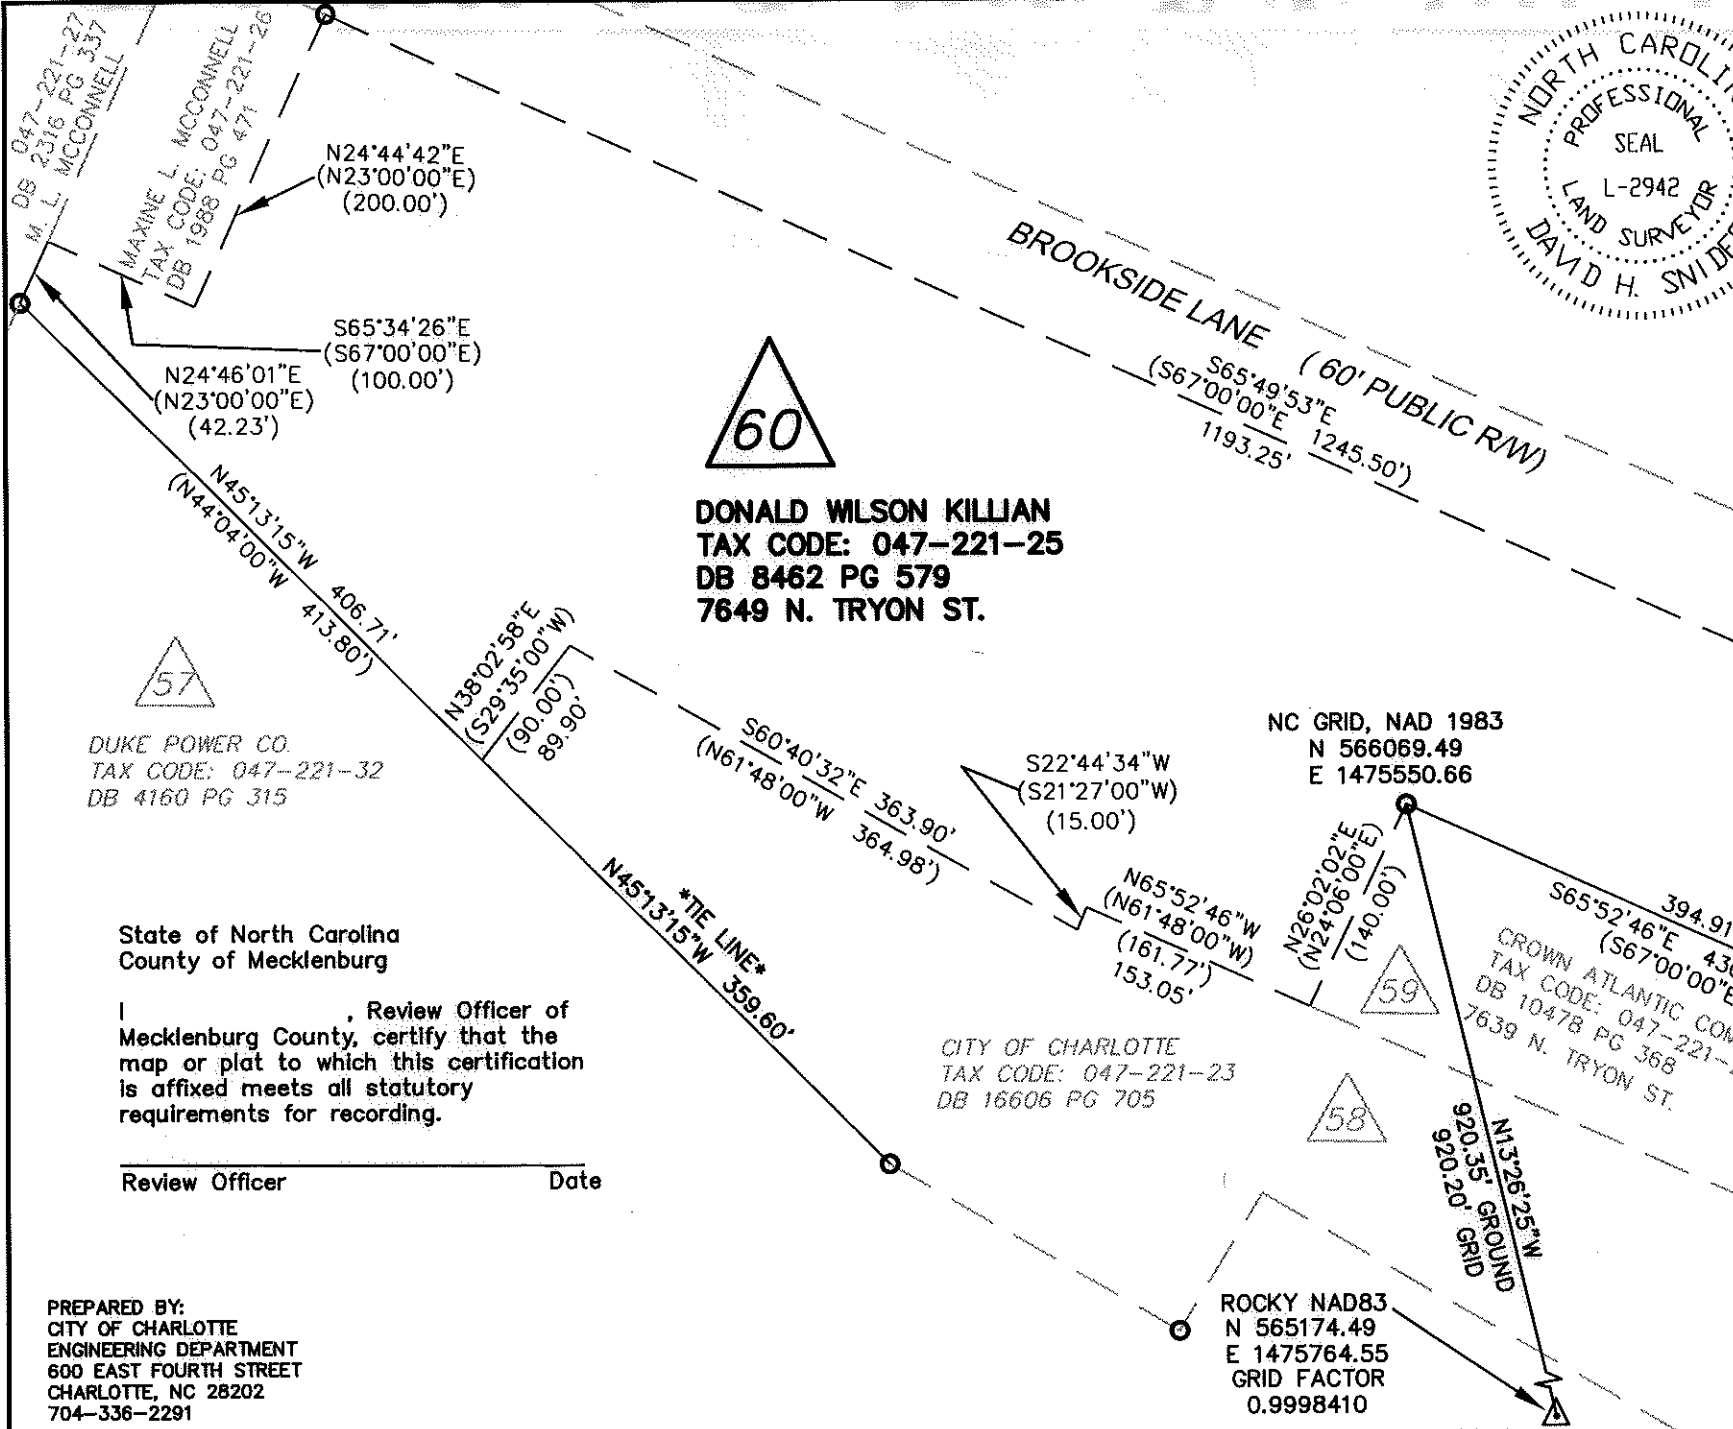 047-221-27
DB 2316 PG 337
M. L. MCCONNELL
MAXINE L. MCCONNELL
TAX CODE: 047-221-26
DB 1988 PG 471
N24°44'42"E
(N23°00'00"E)
(200.00')
S65°34'26"E
(S67°00'00"E)
(100.00')
N24°46'01"E
(N23°00'00"E)
(42.23')
NORTH
PROFESSIONAL
SEAL
L-2942
LAND SURVEYOR
DAVID H.
BROOKSIDE LANE (60' PUBLIC R/W)
S65°49'53"E
(S67°00'00"E 1245.50')
1193.25'
60
DONALD WILSON KILLIAN
TAX CODE: 047-221-25
DB 8462 PG 579
7649 N. TRYON ST.
N45°13'15"W 406.71'
(N44°04'00"W 413.80')
57
DUKE POWER CO.
TAX CODE: 047-221-32
DB 4160 PG 315
N38°02'58"E
(S29°35'00"W)
(90.00')
89.90'
S60°40'32"E 363.90'
(N61°48'00"W 364.98')
S22°44'34"W
(S21°27'00"W)
(15.00')
N65°52'46"W
(N61°48'00"W)
(161.77')
153.05'
NC GRID, NAD 1983
N 566069.49
E 1475550.66
N26°02'02"E
(N24°06'00"E)
(140.00')
394.91
S65°52'46"E
(S67°00'00"E
59
CROWN ATLANTIC
TAX CODE: 047-221-
DB 10478 PG 368
7639 N. TRYON ST.
*TIE LINE*
N45°13'15"W 359.60'
CITY OF CHARLOTTE
TAX CODE: 047-221-23
DB 16606 PG 705
58
N13°26'25"W
920.35' GROUND
920.20' GRID
State of North Carolina
County of Mecklenburg
I , Review Officer of
Mecklenburg County, certify that the
map or plat to which this certification
is affixed meets all statutory
requirements for recording.
Review Officer Date
ROCKY NAD83
N 565174.49
E 1475764.55
GRID FACTOR
0.9998410
PREPARED BY:
CITY OF CHARLOTTE
ENGINEERING DEPARTMENT
600 EAST FOURTH STREET
CHARLOTTE, NC 28202
704-336-2291